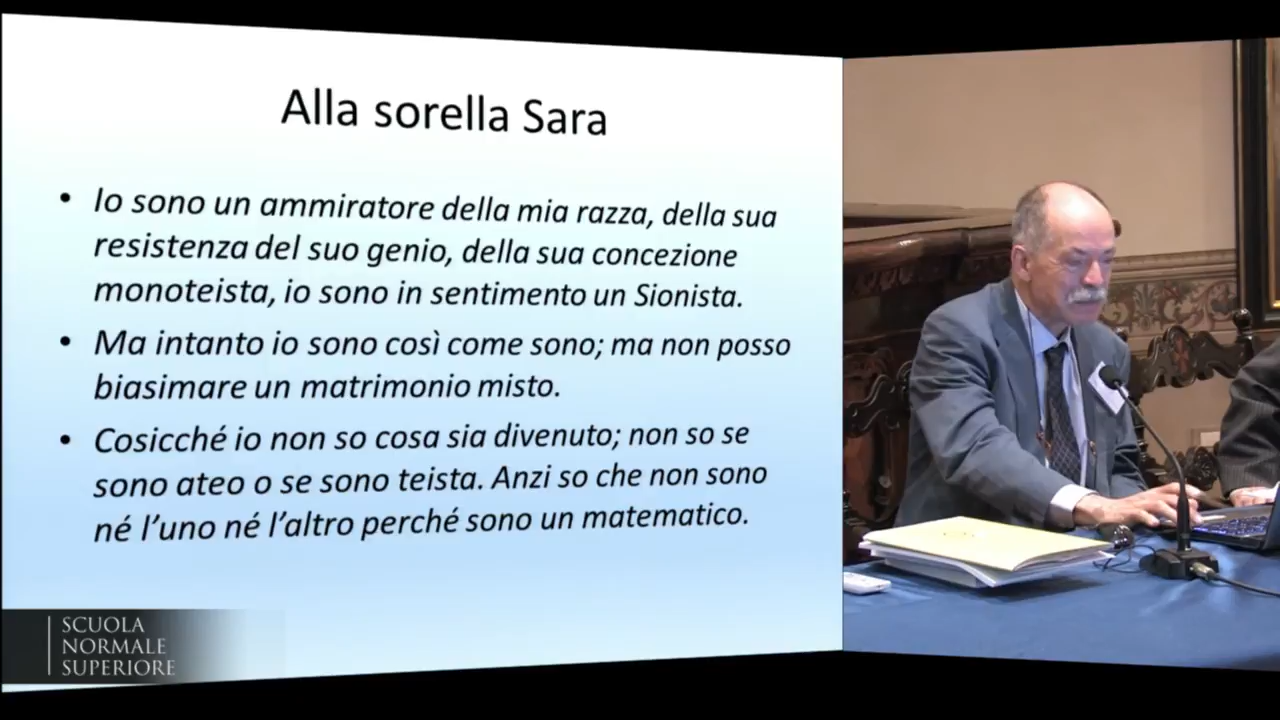 Alla sorella Sara
• Io sono un ammiratore della mia razza, della sua
resistenza del suo genio, della sua concezione
monoteista, io sono in sentimento un Sionista.
• Ma intanto io sono così come sono; ma non posso
biasimare un matrimonio misto.
• Cosicché io non so cosa sia divenuto; non so se
sono ateo o se sono teista. Anzi so che non sono
né l'uno né l'altro perché sono un matematico.
SCUOLA
NORMALE
SUPERIORE